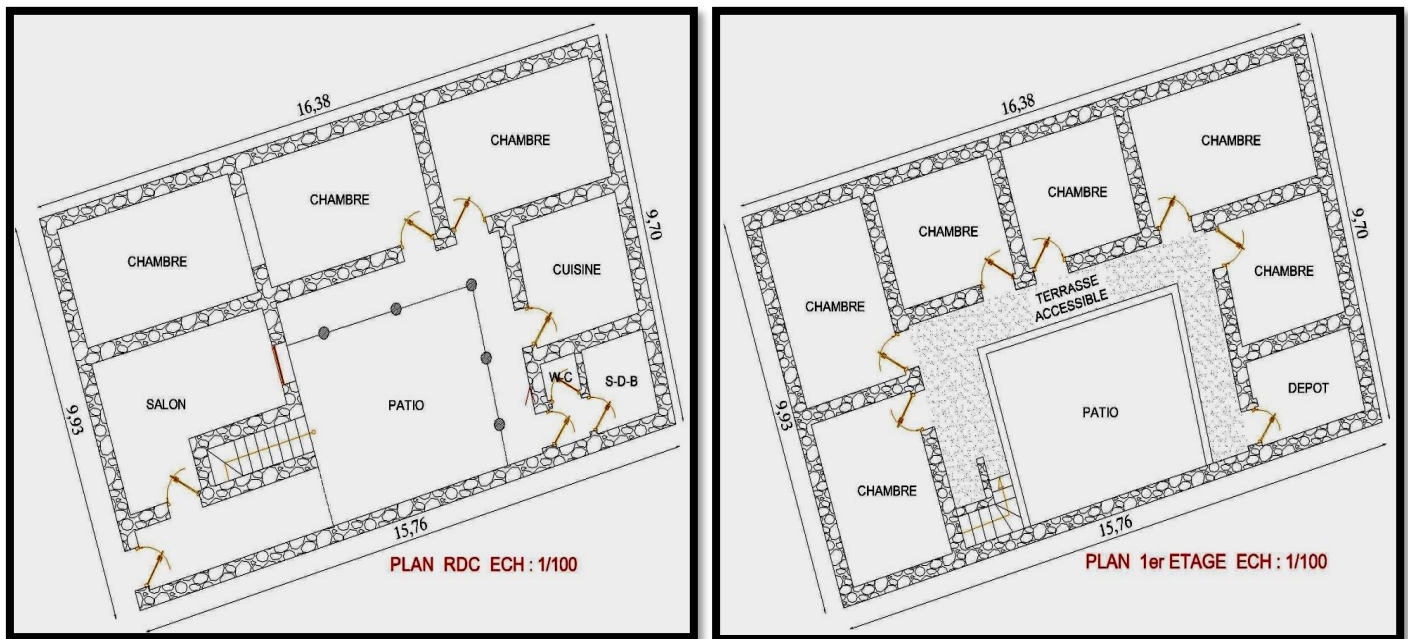 16,38
CHAMBRE
CHAMBRE
CHAMBRE
9,70
CUISINE
W-C
S-D-B
SALON
PATIO
9,93
15,76
PLAN RDC ECH : 1/100
16,38
CHAMBRE
CHAMBRE
CHAMBRE
9,70
CHAMBRE
CHAMBRE
TERRASSE
ACCESSIBLE
DEPOT
PATIO
9,93
CHAMBRE
15,76
PLAN 1er ETAGE ECH : 1/100